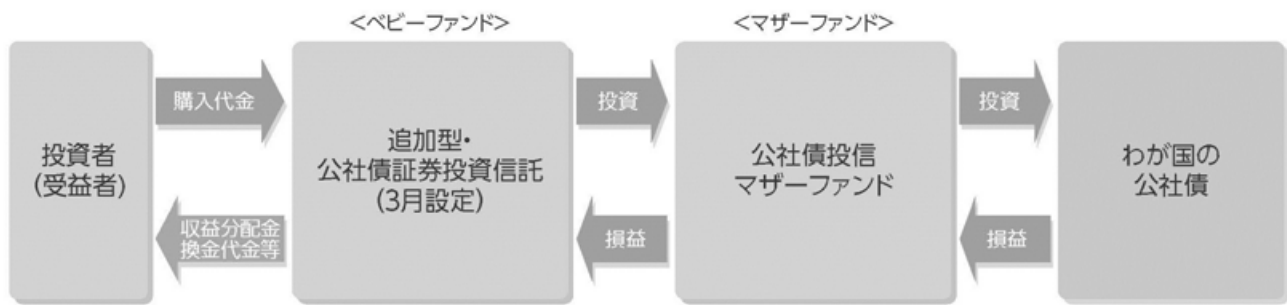 <ベビーファンド>
<マザーファンド>
投資者
(受益者)
購入代金
収益分配金
換金代金等
追加型・
公社債証券投資信託
(3月設定)
投資
損益
公社債投信
マザーファンド
投資
損益
わが国の
公社債